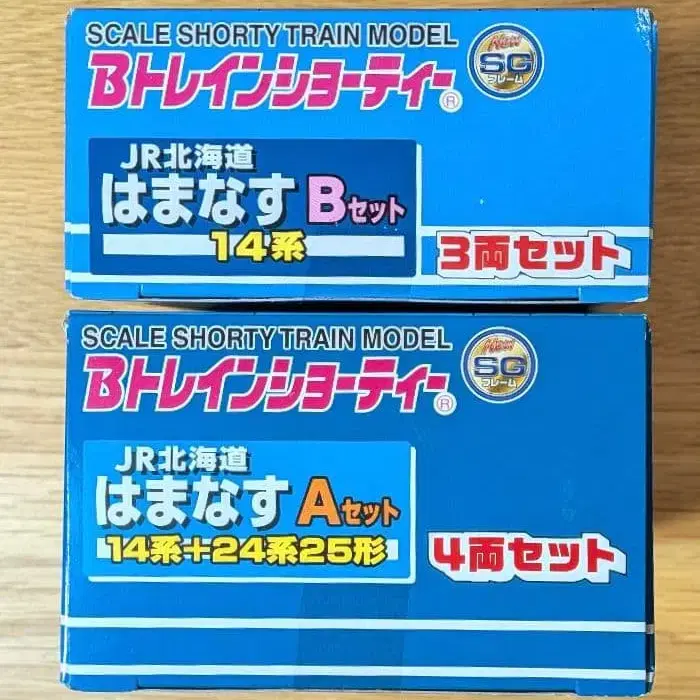 SCALE SHORTY TRAIN MODEL
Bトレインショーティー®
New
SG
フレーム
JR北海道
はまなす Bセット
14系
3両セット
SCALE SHORTY TRAIN MODEL
Bトレインショーティー®
New
SG
フレーム
JR北海道
はまなす Aセット
14系+24系25形
4両セット